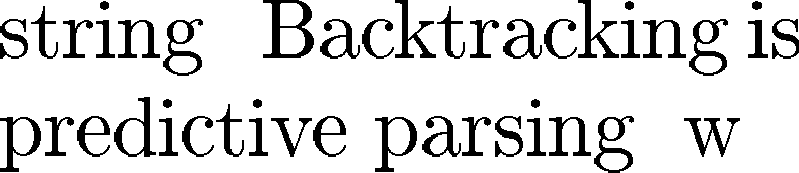 string Backtracking is
predictive parsing w